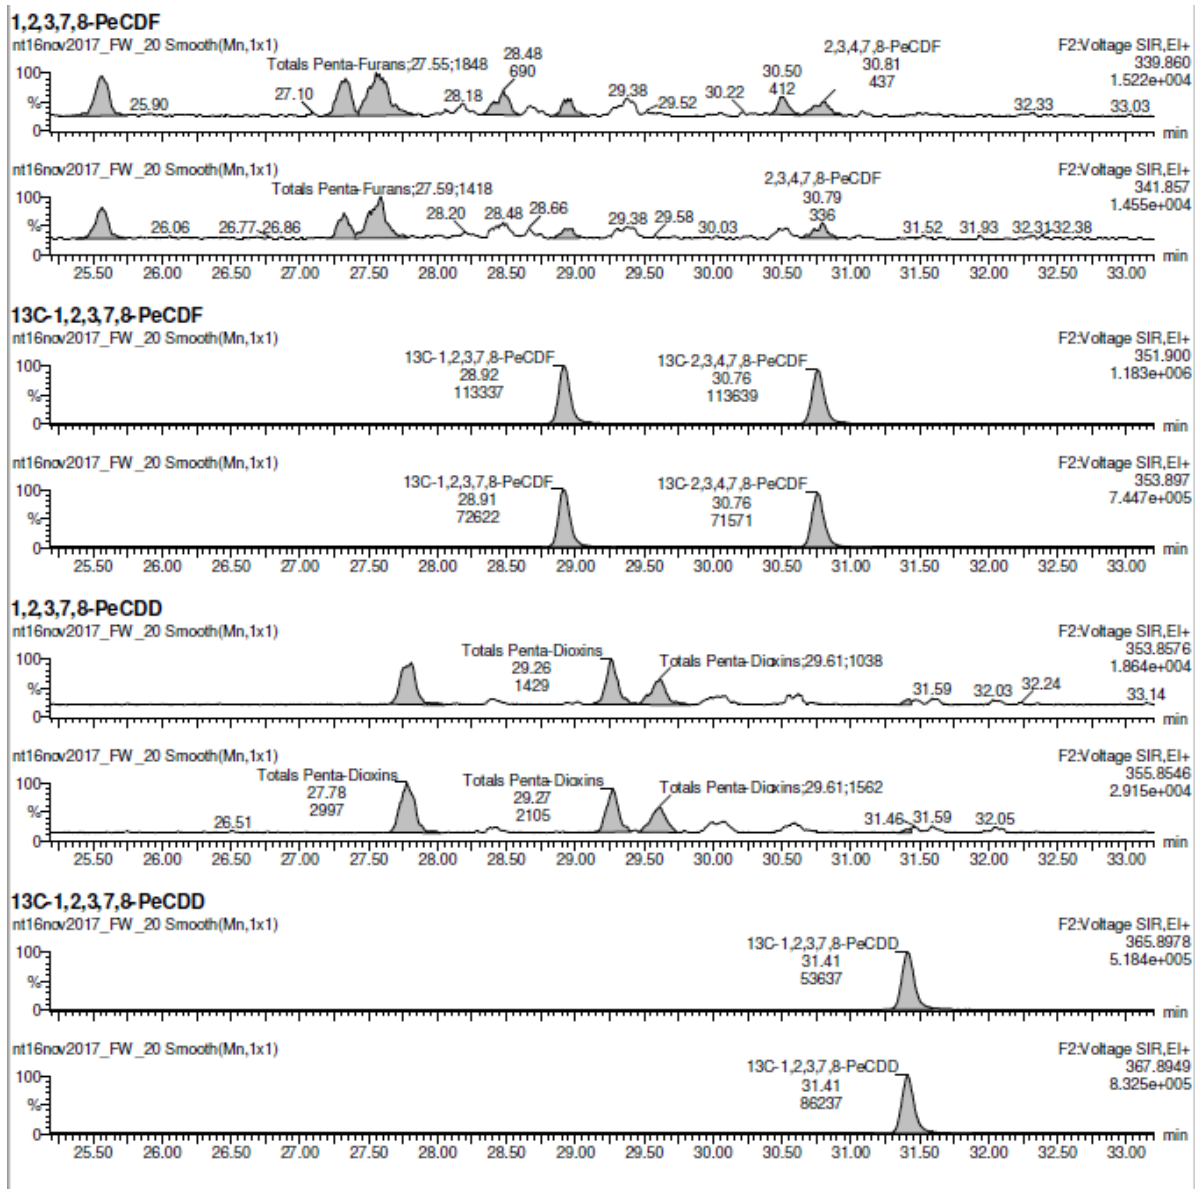 1,2,3,7,8-PeCDF
nt16nov2017_FW_20 Smooth(Mn,1x1)
F2:Voltage SIR,EI+
339.860
1.522e+004
Totals Penta-Furans;27.55;1848
28.48
690
2,3,4,7,8-PeCDF
30.81
437
30.50
412
25.90
27.10
28.18
29.38
29.52
30.22
32.33
33.03
100
%
0
min
nt16nov2017_FW_20 Smooth(Mn,1x1)
F2:Voltage SIR,EI+
341.857
1.455e+004
Totals Penta-Furans;27.59;1418
2,3,4,7,8-PeCDF
30.79
336
26.06
26.77
26.86
28.20
28.48
28.66
29.38
29.58
30.03
31.52
31.93
32.31
32.38
100
%
0
min
25.50 26.00 26.50 27.00 27.50 28.00 28.50 29.00 29.50 30.00 30.50 31.00 31.50 32.00 32.50 33.00
13C-1,2,3,7,8-PeCDF
nt16nov2017_FW_20 Smooth(Mn,1x1)
F2:Voltage SIR,EI+
351.900
1.183e+006
13C-1,2,3,7,8-PeCDF
28.92
113337
13C-2,3,4,7,8-PeCDF
30.76
113639
100
%
0
min
nt16nov2017_FW_20 Smooth(Mn,1x1)
F2:Voltage SIR,EI+
353.897
7.447e+005
13C-1,2,3,7,8-PeCDF
28.91
72622
13C-2,3,4,7,8-PeCDF
30.76
71571
100
%
0
min
25.50 26.00 26.50 27.00 27.50 28.00 28.50 29.00 29.50 30.00 30.50 31.00 31.50 32.00 32.50 33.00
1,2,3,7,8-PeCDD
nt16nov2017_FW_20 Smooth(Mn,1x1)
F2:Voltage SIR,EI+
353.8576
1.864e+004
Totals Penta-Dioxins
29.26
1429
Totals Penta-Dioxins;29.61;1038
31.59
32.03
32.24
33.14
100
%
0
min
nt16nov2017_FW_20 Smooth(Mn,1x1)
F2:Voltage SIR,EI+
355.8546
2.915e+004
Totals Penta-Dioxins
27.78
2997
Totals Penta-Dioxins
29.27
2105
Totals Penta-Dioxins;29.61;1562
26.51
31.46
31.59
32.05
100
%
0
min
25.50 26.00 26.50 27.00 27.50 28.00 28.50 29.00 29.50 30.00 30.50 31.00 31.50 32.00 32.50 33.00
13C-1,2,3,7,8-PeCDD
nt16nov2017_FW_20 Smooth(Mn,1x1)
F2:Voltage SIR,EI+
365.8978
5.184e+005
13C-1,2,3,7,8-PeCDD
31.41
53637
100
%
0
min
nt16nov2017_FW_20 Smooth(Mn,1x1)
F2:Voltage SIR,EI+
367.8949
8.325e+005
13C-1,2,3,7,8-PeCDD
31.41
86237
100
%
0
min
25.50 26.00 26.50 27.00 27.50 28.00 28.50 29.00 29.50 30.00 30.50 31.00 31.50 32.00 32.50 33.00